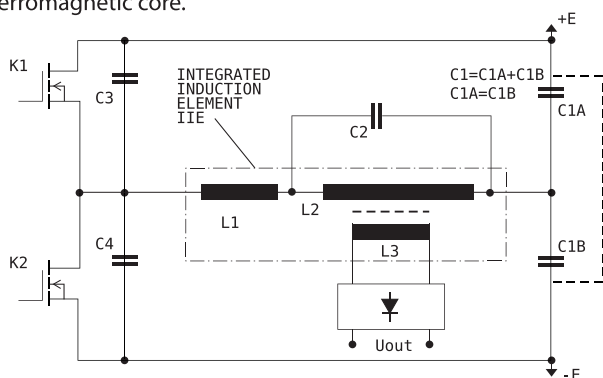 erromagnetic core.
+E
K1
C3
INTEGRATED
INDUCTION
ELEMENT
IIE
C1=C1A+C1B
C1A=C1B
C1A
C2
L1
L2
L3
C4
C1B
K2
Uout
-E